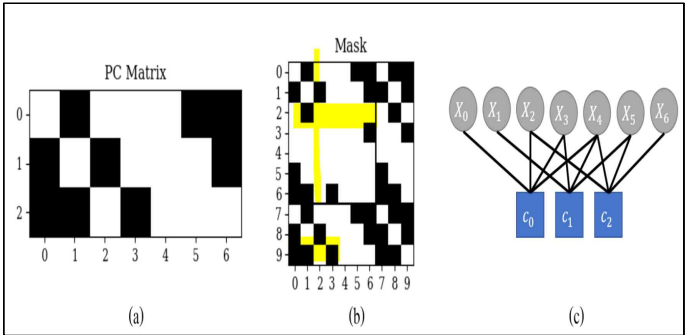 PC Matrix
0
1
2
0 1 2 3 4 5 6
(a)
Mask
0
1
2
3
4
5
6
7
8
9
0 1 2 3 4 5 6 7 8 9
(b)
X₀ X₁ X₂ X₃ X₄ X₅ X₆
c₀ c₁ c₂
(c)